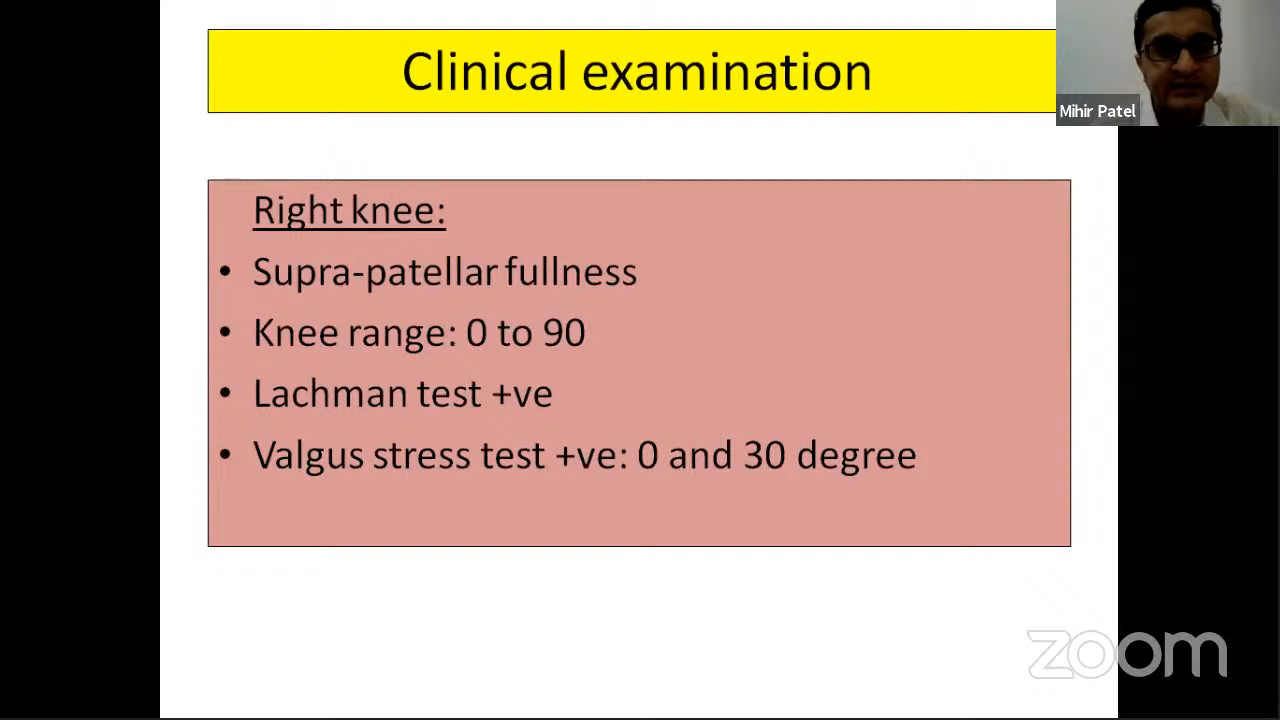 Clinical examination
Mihir Patel
Right knee:
• Supra-patellar fullness
• Knee range: 0 to 90
• Lachman test +ve
• Valgus stress test +ve: 0 and 30 degree
zoom